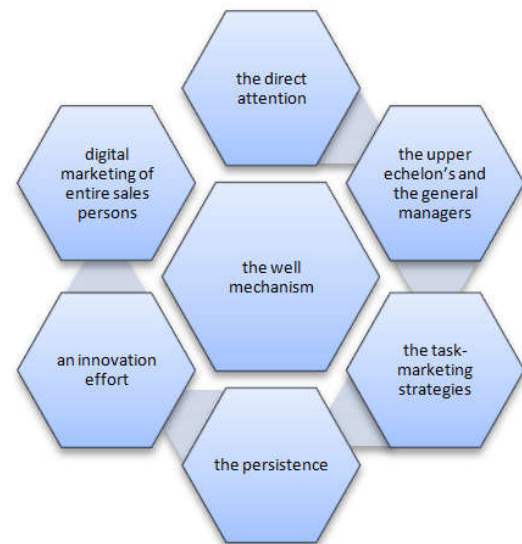 the direct
attention
the upper
echelon's and
the general
managers
the task-
marketing
strategies
the persistence
an innovation
effort
digital
marketing of
entire sales
persons
the well
mechanism